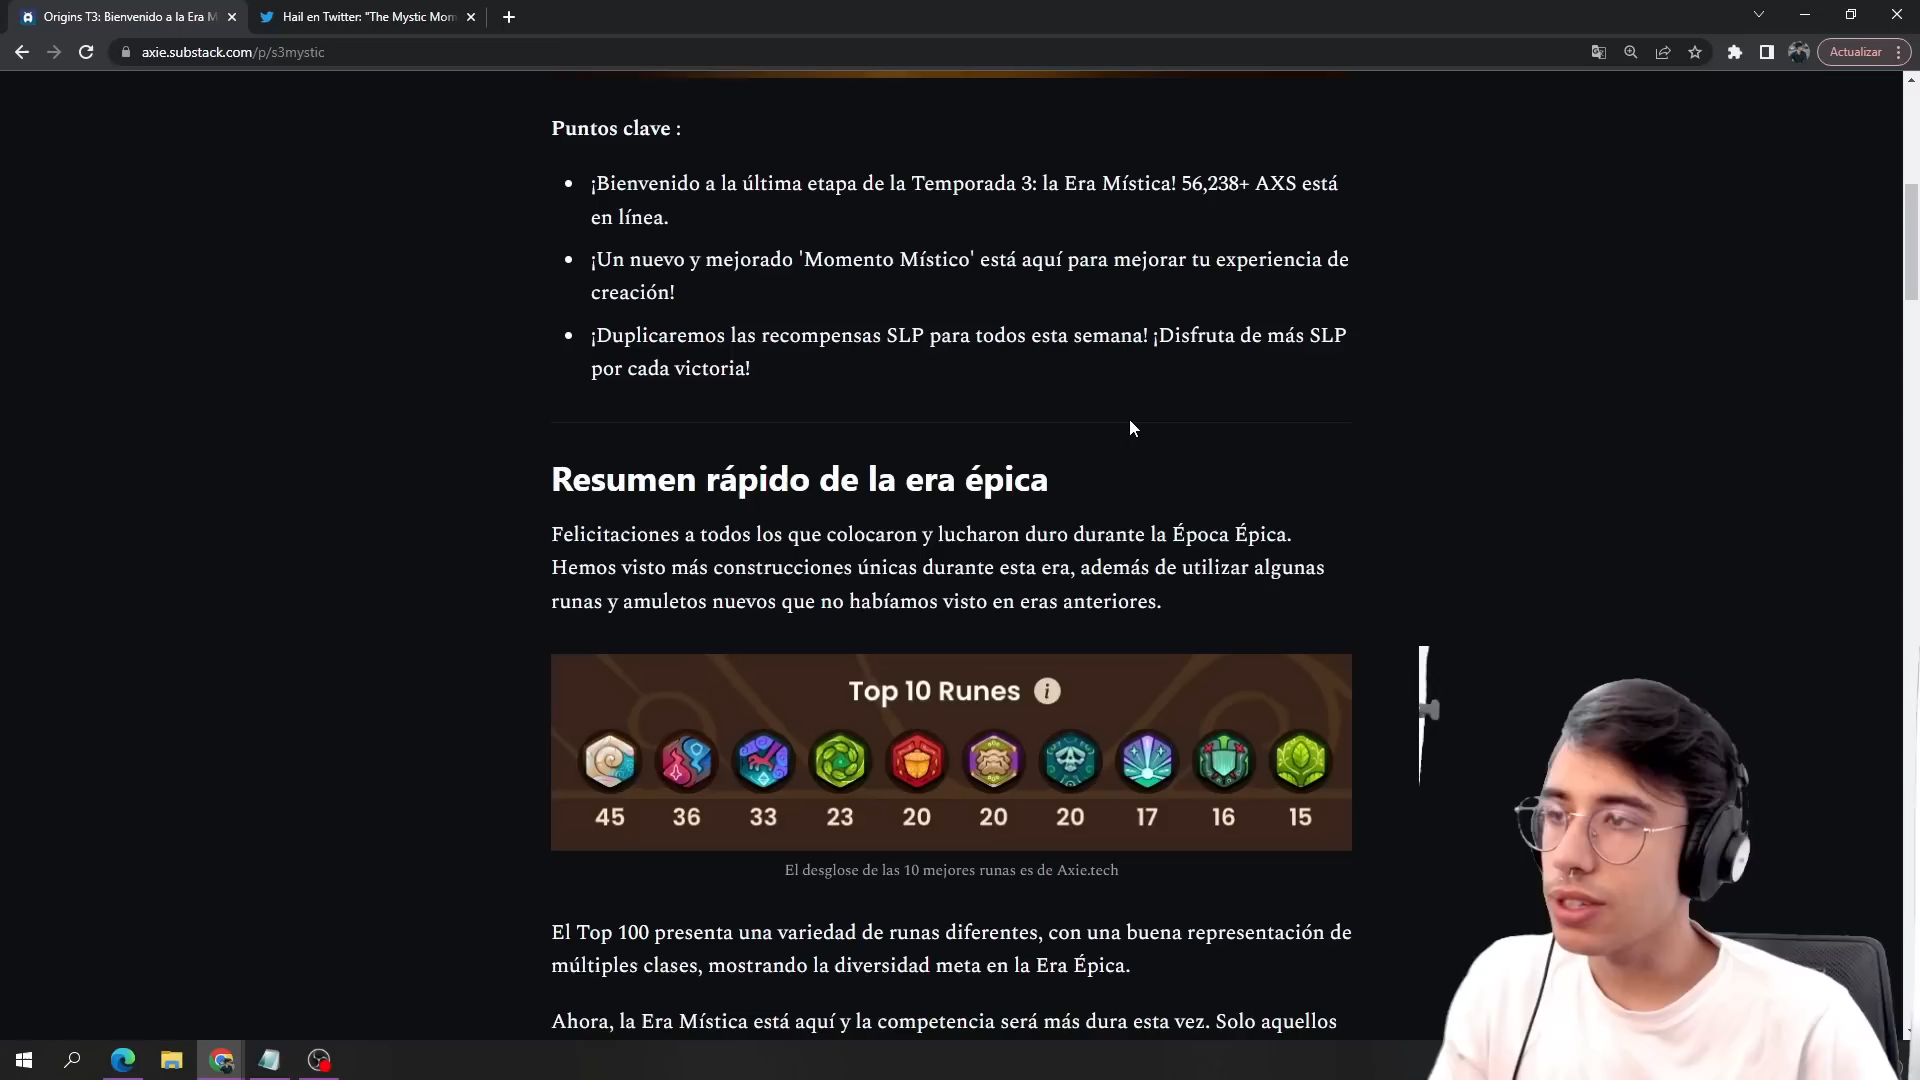 Origins T3: Bienvenido a la Era M
Hail en Twitter: "The Mystic Mom
axie.substack.com/p/s3mystic
Actualizar
Puntos clave :
¡Bienvenido a la última etapa de la Temporada 3: la Era Mística! 56,238+ AXS está
en línea.
¡Un nuevo y mejorado 'Momento Místico' está aquí para mejorar tu experiencia de
creación!
¡Duplicaremos las recompensas SLP para todos esta semana! ¡Disfruta de más SLP
por cada victoria!
Resumen rápido de la era épica
Felicitaciones a todos los que colocaron y lucharon duro durante la Época Épica.
Hemos visto más construcciones únicas durante esta era, además de utilizar algunas
runas y amuletos nuevos que no habíamos visto en eras anteriores.
Top 10 Runes i
45 36 33 23 20 20 20 17 16 15
El desglose de las 10 mejores runas es de Axie.tech
El Top 100 presenta una variedad de runas diferentes, con una buena representación de
múltiples clases, mostrando la diversidad meta en la Era Épica.
Ahora, la Era Mística está aquí y la competencia será más dura esta vez. Solo aquellos